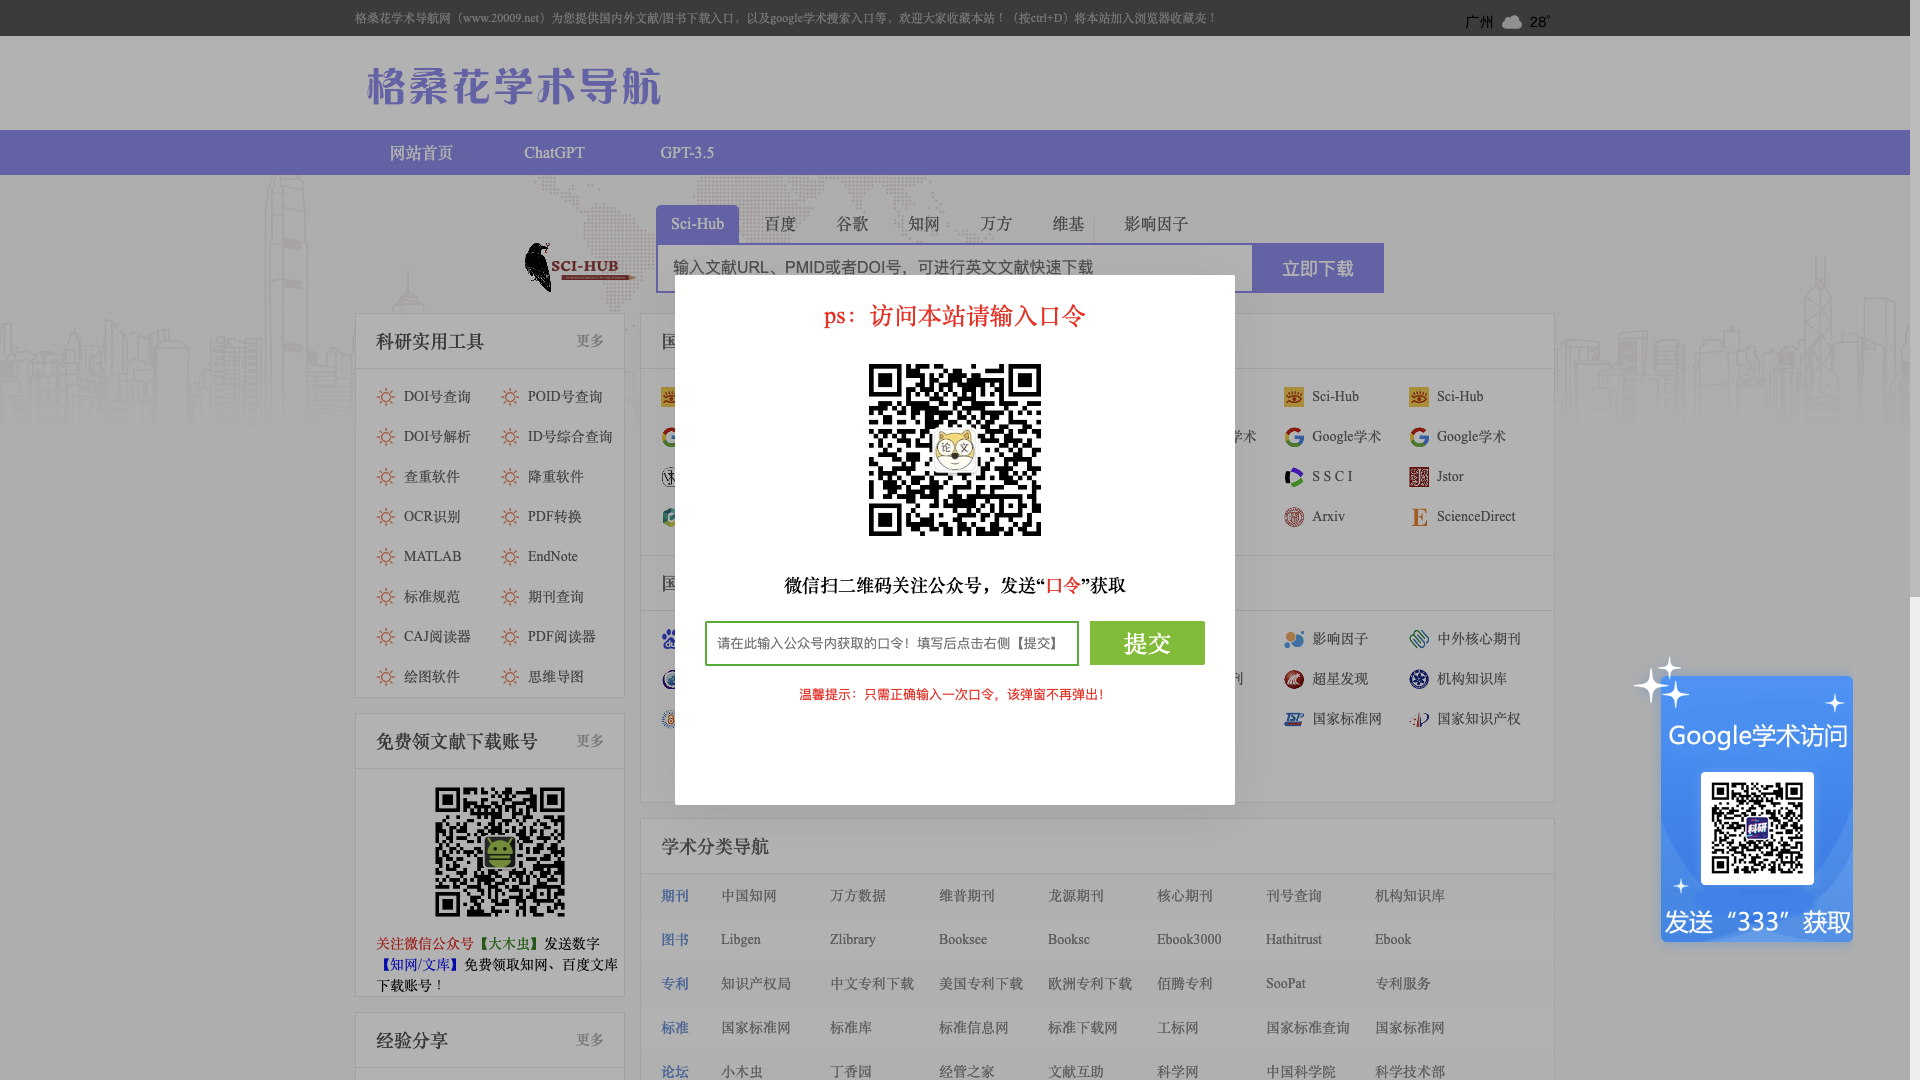 格桑花学术导航网（www.20009.net）为您提供国内外文献/图书下载入口，以及google学术搜索入口等，欢迎大家收藏本站！（按ctrl+D）将本站加入浏览器收藏夹！
广州 28°
格桑花学术导航
网站首页 ChatGPT GPT-3.5
Sci-Hub 百度 谷歌 知网 万方 维基 影响因子
SCI-HUB
输入文献URL、PMID或者DOI号，可进行英文文献快速下载 立即下载
ps：访问本站请输入口令
论 文
微信扫二维码关注公众号，发送“口令”获取
请在此输入公众号内获取的口令！填写后点击右侧【提交】 提交
温馨提示：只需正确输入一次口令，该弹窗不再弹出！
科研实用工具 更多
DOI号查询 POID号查询
DOI号解析 ID号综合查询
查重软件 降重软件
OCR识别 PDF转换
MATLAB EndNote
标准规范 期刊查询
CAJ阅读器 PDF阅读器
绘图软件 思维导图
国
Sci-Hub Sci-Hub
学术 Google学术 Google学术
S S C I Jstor
Arxiv ScienceDirect
国
影响因子 中外核心期刊
刊 超星发现 机构知识库
国家标准网 国家知识产权
免费领文献下载账号 更多
关注微信公众号【大木虫】发送数字
【知网/文库】免费领取知网、百度文库
下载账号！
经验分享 更多
学术分类导航
期刊 中国知网 万方数据 维普期刊 龙源期刊 核心期刊 刊号查询 机构知识库
图书 Libgen Zlibrary Booksee Booksc Ebook3000 Hathitrust Ebook
专利 知识产权局 中文专利下载 美国专利下载 欧洲专利下载 佰腾专利 SooPat 专利服务
标准 国家标准网 标准库 标准信息网 标准下载网 工标网 国家标准查询 国家标准网
论坛 小木虫 丁香园 经管之家 文献互助 科学网 中国科学院 科学技术部
Google学术访问
科研
发送“333”获取